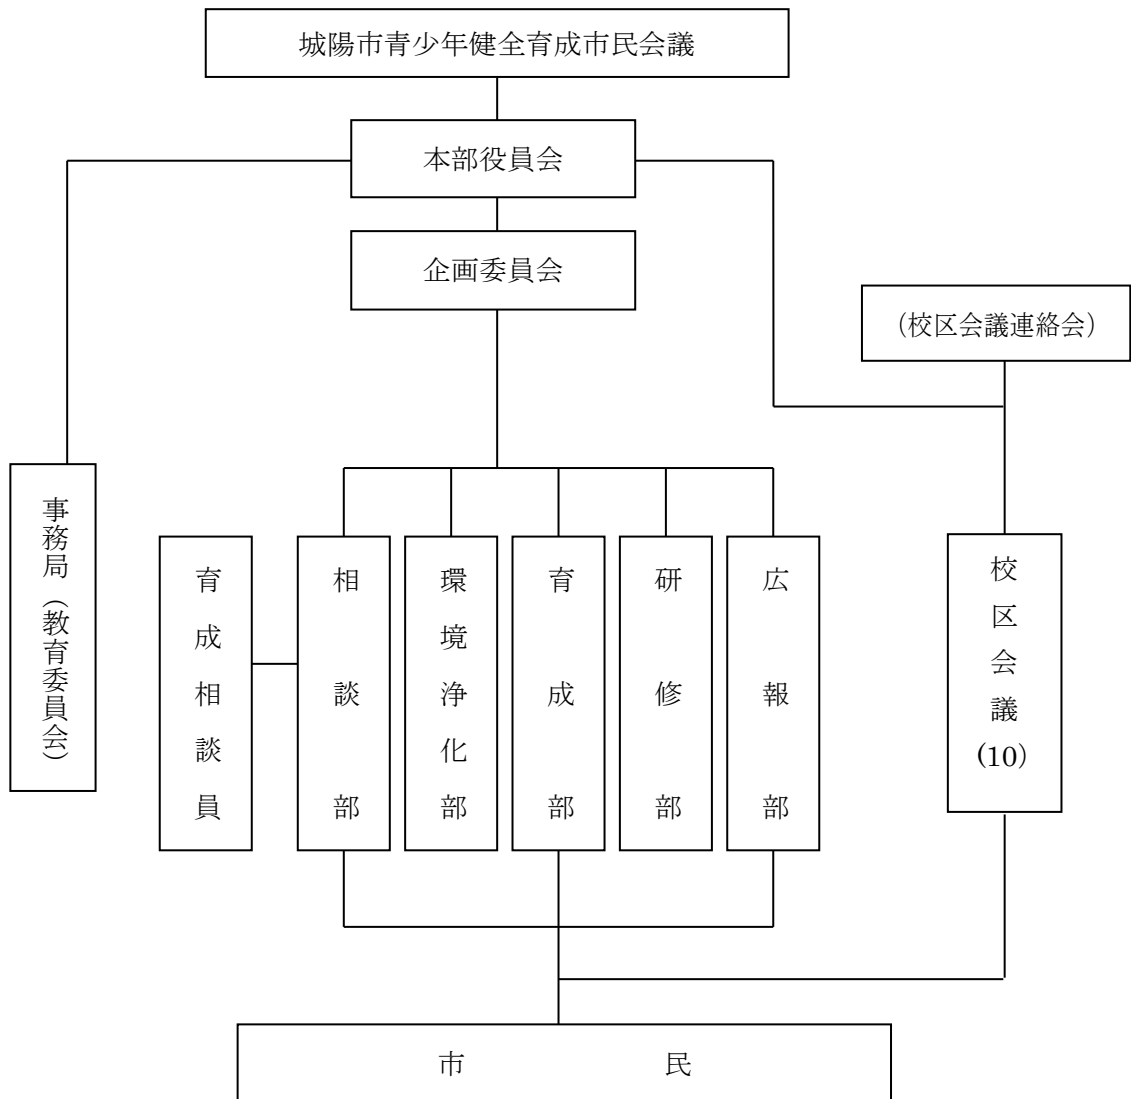 城陽市青少年健全育成市民会議
本部役員会
企画委員会
（校区会議連絡会）
事務局（教育委員会）
育成相談員
相談部
環境浄化部
育成部
研修部
広報部
校区会議(10)
市民